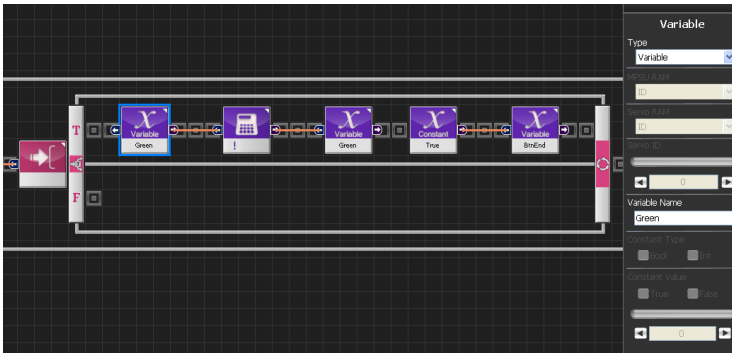 Variable
Type
Variable
MPSU RAM
ID
Servo RAM
ID
Servo ID
0
Variable Name
Green
Constant Type
Bool Int
Constant Value
True False
0
T
F
X
Variable
Green
!
X
Variable
Green
X
Constant
True
X
Variable
BtnEnd